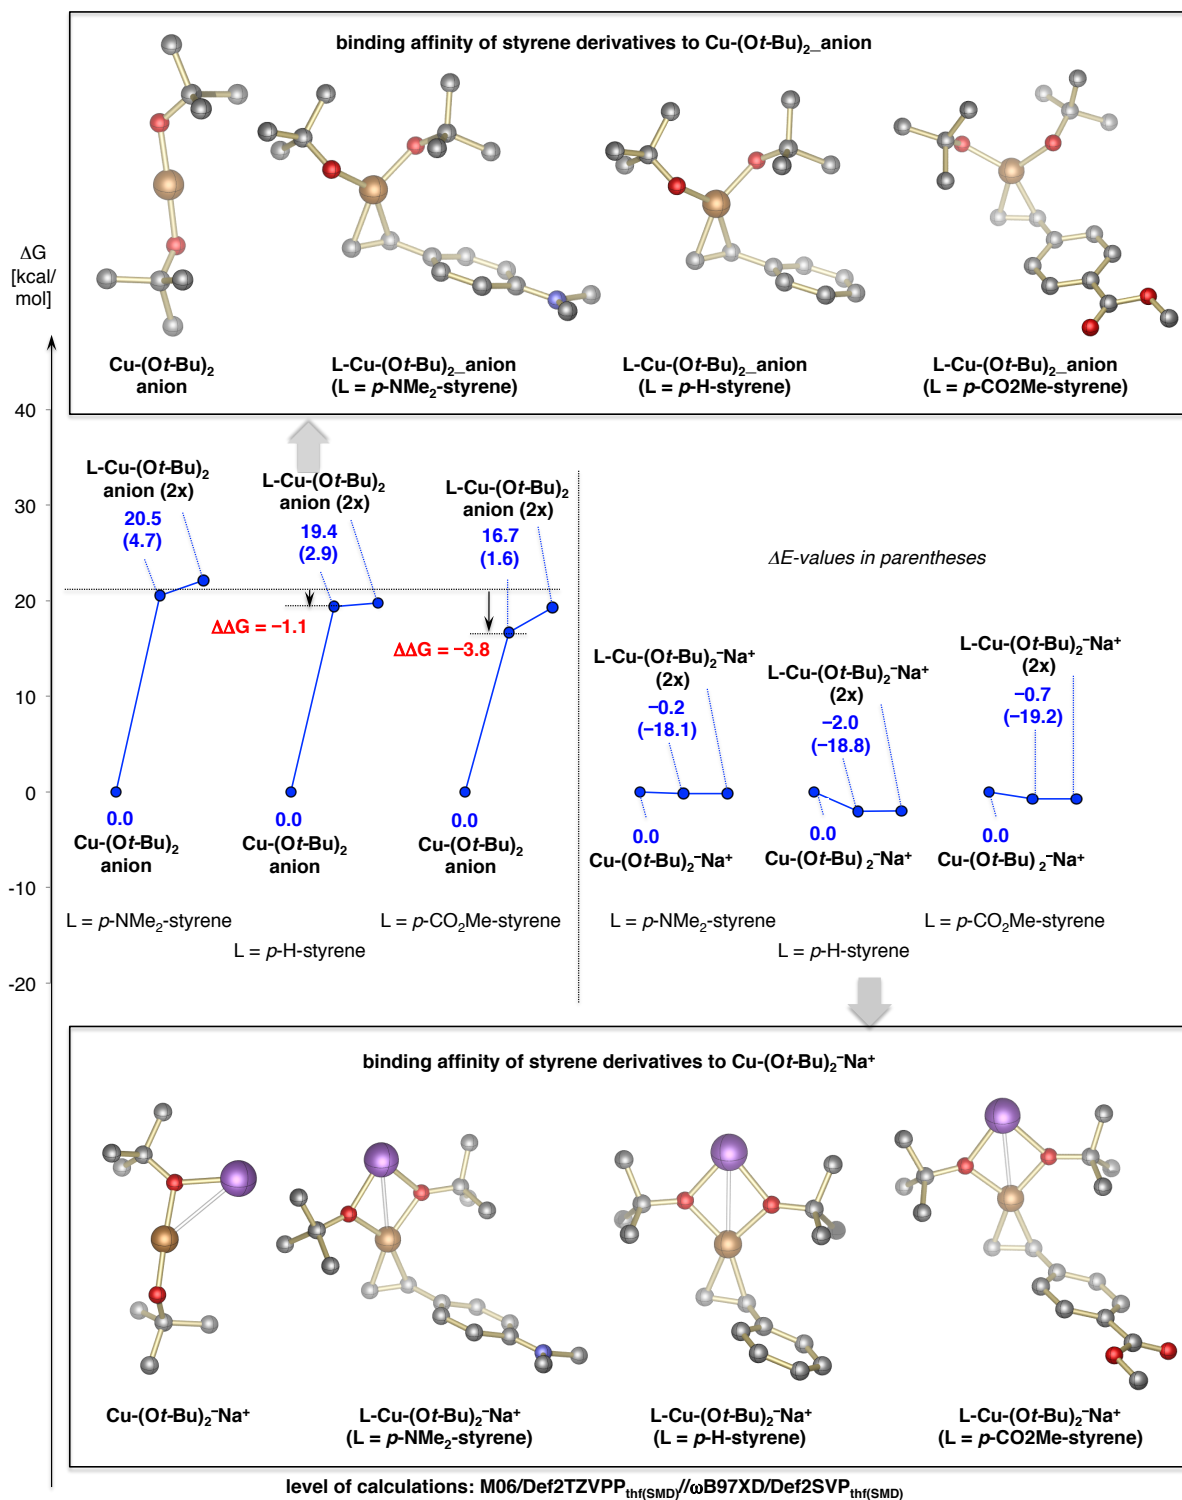 binding affinity of styrene derivatives to Cu-(Ot-Bu)2_anion
ΔG
[kcal/
mol]
Cu-(Ot-Bu)2
anion
L-Cu-(Ot-Bu)2_anion
(L = p-NMe2-styrene)
L-Cu-(Ot-Bu)2_anion
(L = p-H-styrene)
L-Cu-(Ot-Bu)2_anion
(L = p-CO2Me-styrene)
40
30
20
10
0
-10
-20
L-Cu-(Ot-Bu)2
anion (2x)
20.5
(4.7)
L-Cu-(Ot-Bu)2
anion (2x)
19.4
(2.9)
L-Cu-(Ot-Bu)2
anion (2x)
16.7
(1.6)
ΔΔG = −1.1
ΔΔG = −3.8
0.0
Cu-(Ot-Bu)2
anion
0.0
Cu-(Ot-Bu)2
anion
0.0
Cu-(Ot-Bu)2
anion
L = p-NMe2-styrene
L = p-H-styrene
L = p-CO2Me-styrene
ΔE-values in parentheses
L-Cu-(Ot-Bu)2⁻Na⁺
(2x)
−0.2
(−18.1)
L-Cu-(Ot-Bu)2⁻Na⁺
(2x)
−2.0
(−18.8)
L-Cu-(Ot-Bu)2⁻Na⁺
(2x)
−0.7
(−19.2)
0.0
Cu-(Ot-Bu)2⁻Na⁺
0.0
Cu-(Ot-Bu) 2⁻Na⁺
0.0
Cu-(Ot-Bu) 2⁻Na⁺
L = p-NMe2-styrene
L = p-H-styrene
L = p-CO2Me-styrene
binding affinity of styrene derivatives to Cu-(Ot-Bu)2⁻Na⁺
Cu-(Ot-Bu)2⁻Na⁺
L-Cu-(Ot-Bu)2⁻Na⁺
(L = p-NMe2-styrene)
L-Cu-(Ot-Bu)2⁻Na⁺
(L = p-H-styrene)
L-Cu-(Ot-Bu)2⁻Na⁺
(L = p-CO2Me-styrene)
level of calculations: M06/Def2TZVPPthf(SMD)//ωB97XD/Def2SVPthf(SMD)